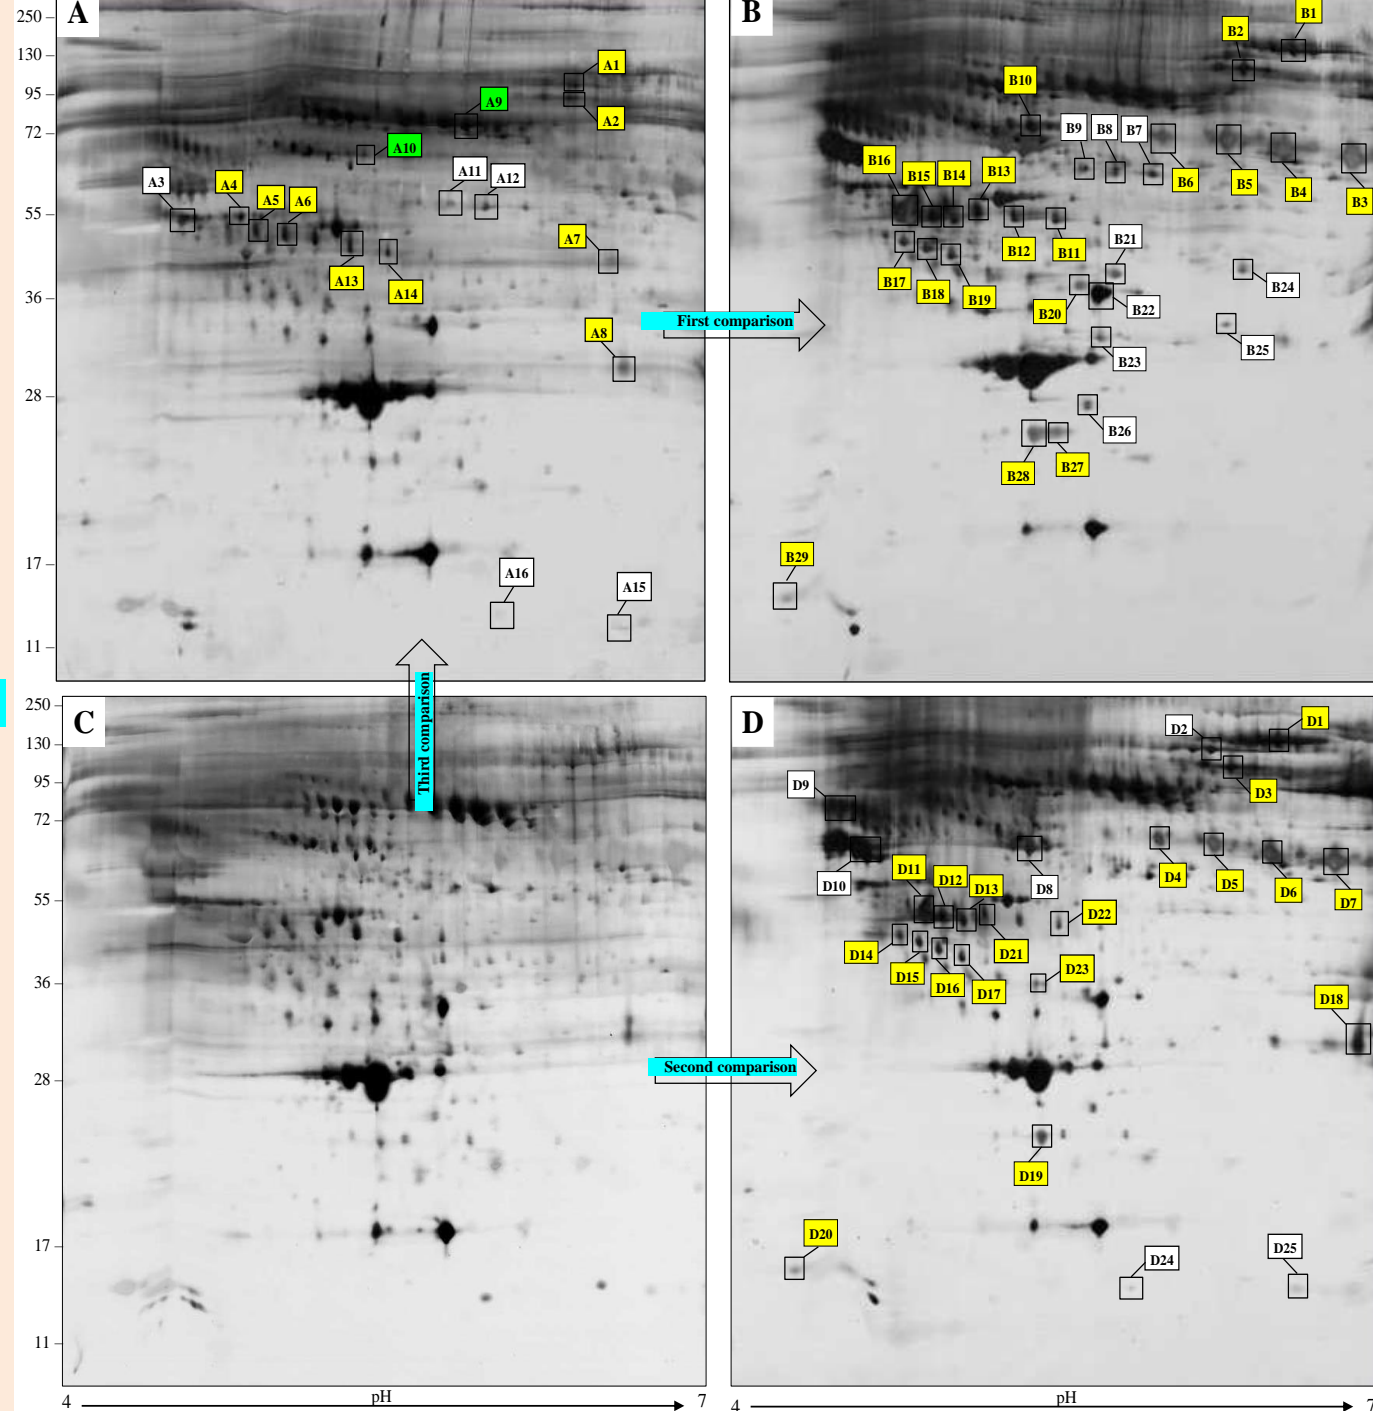 A
B
250
130
95
72
55
36
28
17
11
A1
A2
A9
A10
A11
A12
A3
A4
A5
A6
A7
A13
A14
A8
A16
A15
First comparison
B1
B2
B10
B9
B8
B7
B6
B5
B4
B3
B16
B15
B14
B13
B12
B11
B21
B24
B17
B18
B19
B20
B22
B25
B23
B26
B28
B27
B29
Third comparison
C
D
250
130
95
72
55
36
28
17
11
Second comparison
D2
D1
D3
D9
D10
D11
D12
D13
D8
D4
D5
D6
D7
D22
D14
D21
D15
D16
D17
D23
D18
D19
D20
D24
D25
4
pH
7
4
pH
7